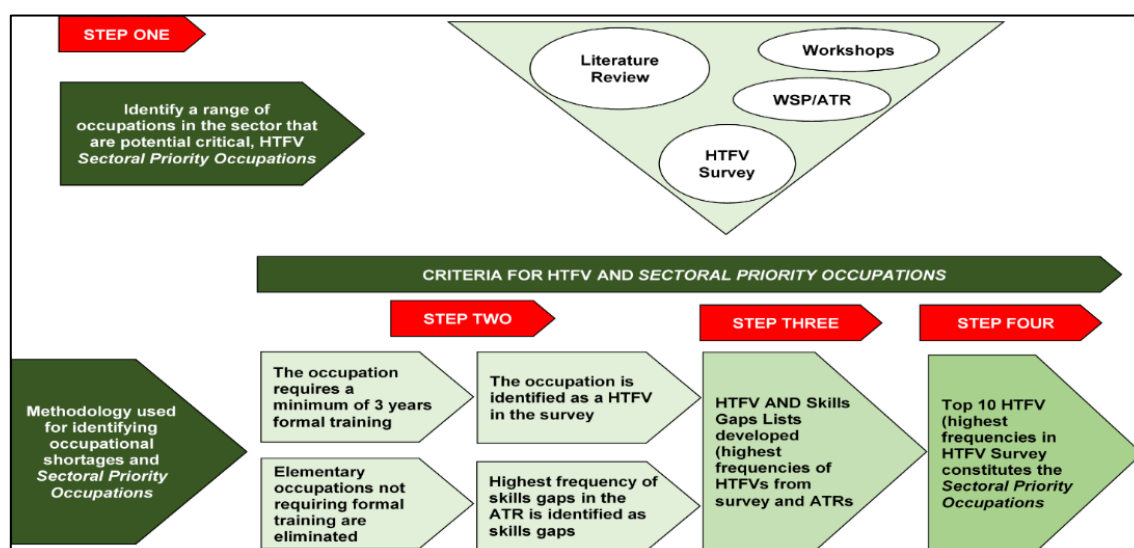 STEP ONE
Identify a range of
occupations in the sector that
are potential critical, HTFV
Sectoral Priority Occupations
Literature
Review
Workshops
WSP/ATR
HTFV
Survey
CRITERIA FOR HTFV AND SECTORAL PRIORITY OCCUPATIONS
STEP TWO
STEP THREE
STEP FOUR
Methodology used
for identifying
occupational
shortages and
Sectoral Priority
Occupations
The occupation
requires a
minimum of 3 years
formal training
The occupation is
identified as a HTFV
in the survey
Elementary
occupations not
requiring formal
training are
eliminated
Highest frequency of
skills gaps in the
ATR is identified as
skills gaps
HTFV AND Skills
Gaps Lists
developed
(highest
frequencies of
HTFVs from
survey and ATRs
Top 10 HTFV
(highest
frequencies in
HTFV Survey
constitutes the
Sectoral Priority
Occupations